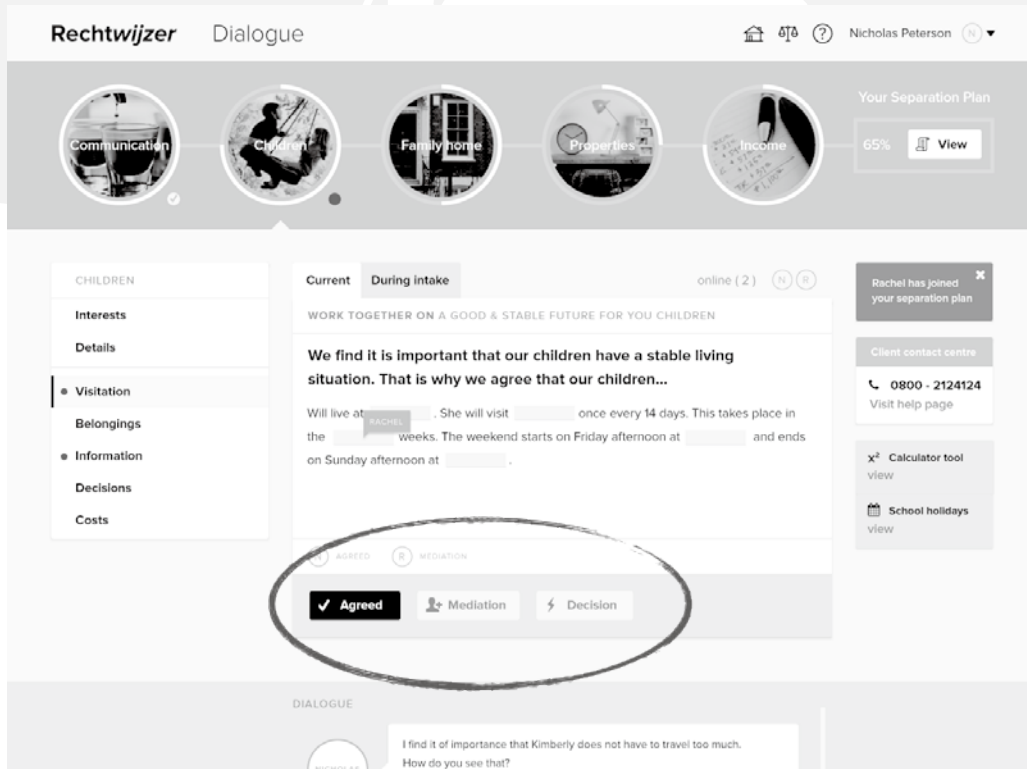 Rechtwijzer Dialogue
Nicholas Peterson N
Communication
Children
Family home
Properties
Income
Your Separation Plan
65% View
CHILDREN
Interests
Details
Visitation
Belongings
Information
Decisions
Costs
Current During intake online ( 2 ) N R
WORK TOGETHER ON A GOOD & STABLE FUTURE FOR YOU CHILDREN
We find it is important that our children have a stable living
situation. That is why we agree that our children...
Will live at . She will visit once every 14 days. This takes place in
RACHEL
the weeks. The weekend starts on Friday afternoon at and ends
on Sunday afternoon at .
N AGREED R MEDIATION
Agreed Mediation Decision
Rachel has joined
your separation plan
Client contact centre
0800 - 2124124
Visit help page
x² Calculator tool
view
School holidays
view
DIALOGUE
I find it of importance that Kimberly does not have to travel too much.
How do you see that?
NICHOLAS